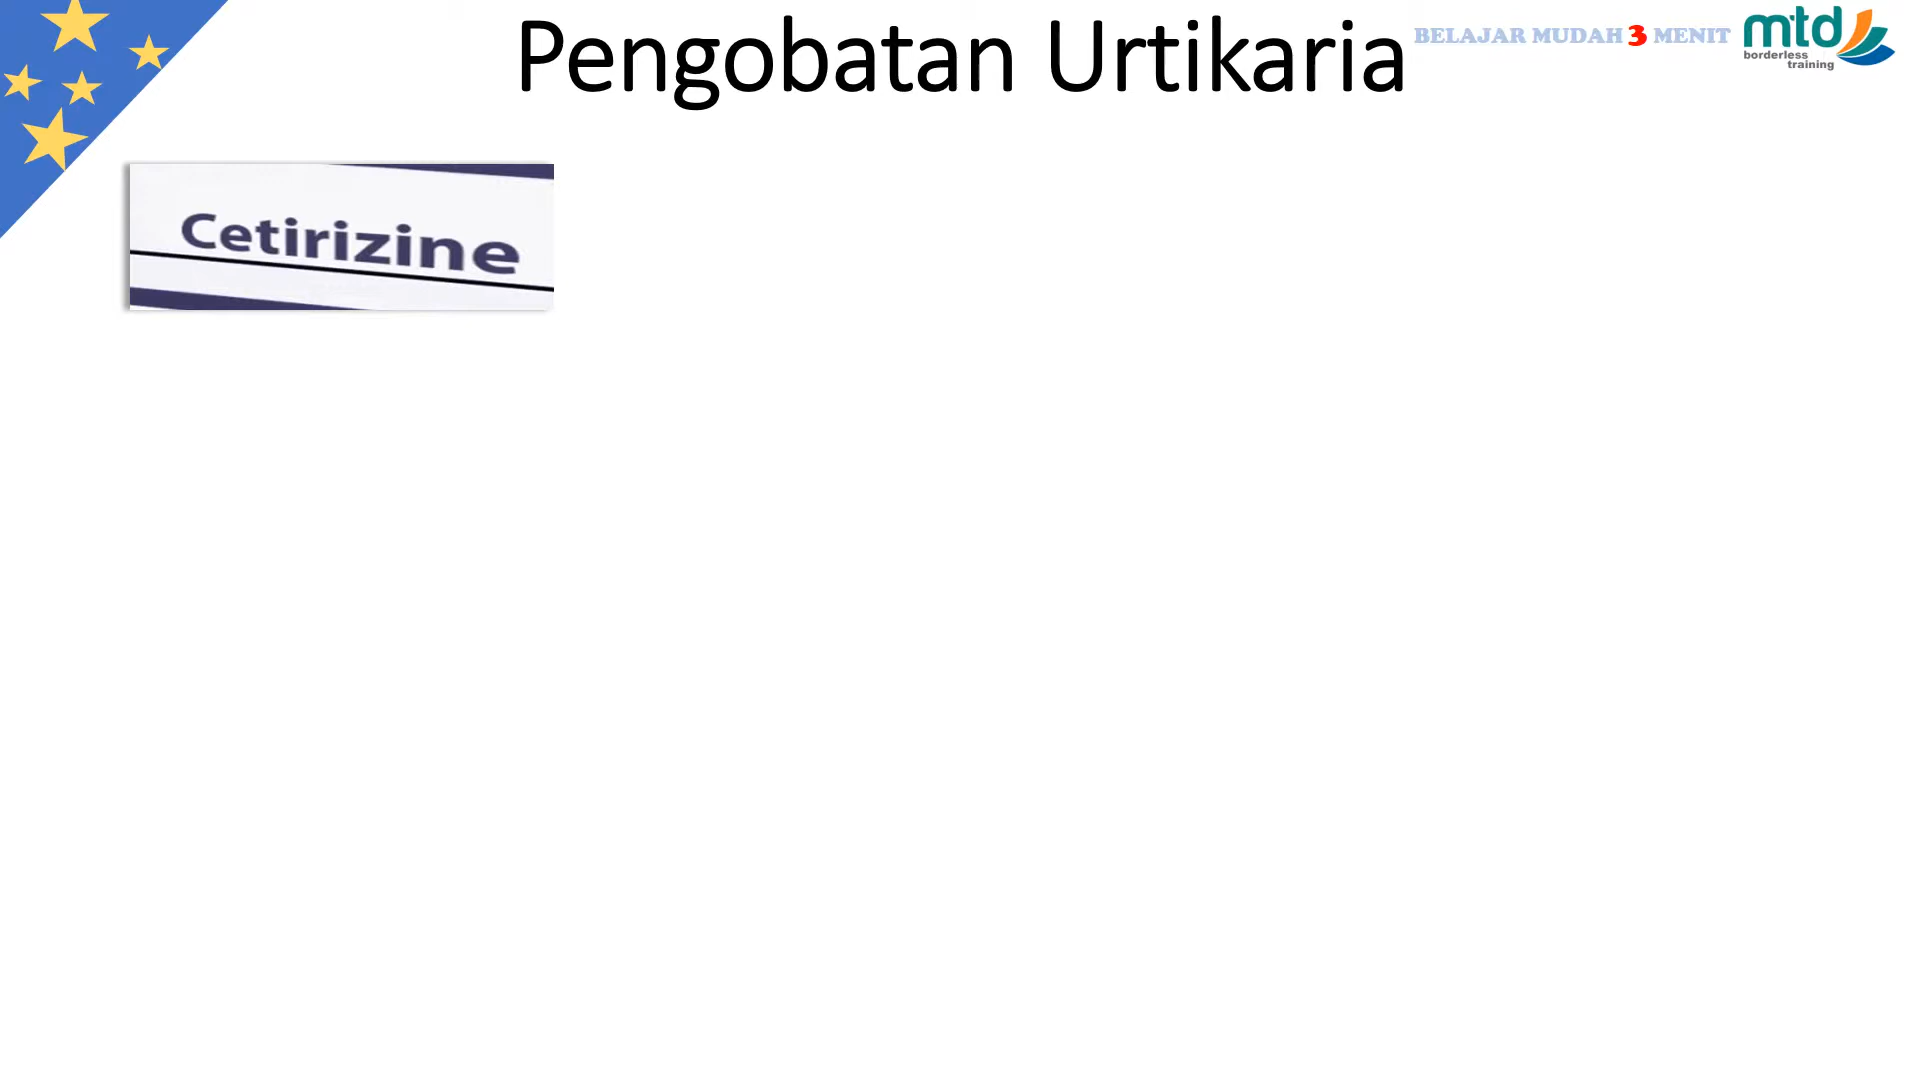 Pengobatan Urtikaria
BELAJAR MUDAH 3 MENIT
mtd
borderless
training
Cetirizine